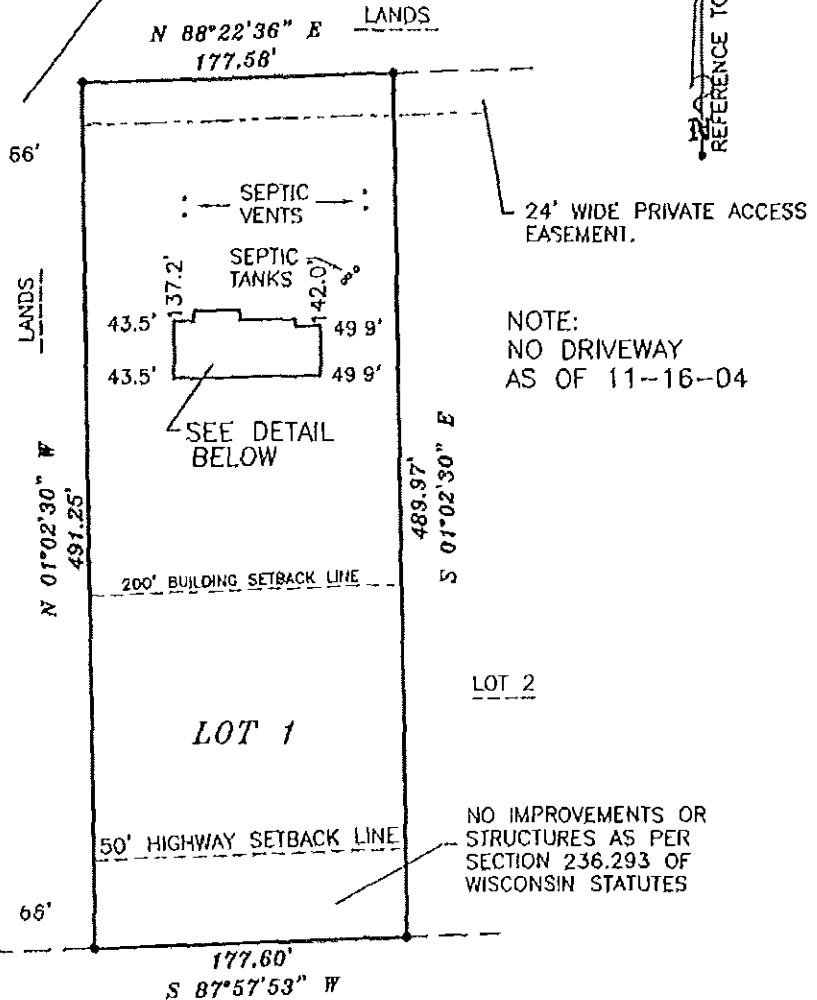 LANDS
N 88°22'36" E
177.58'
REFERENCE TO
N
66'
SEPTIC
VENTS
24' WIDE PRIVATE ACCESS
EASEMENT.
SEPTIC
TANKS
137.2'
142.0'
LANDS
43.5'
49 9'
43.5'
49 9'
NOTE:
NO DRIVEWAY
AS OF 11-16-04
SEE DETAIL
BELOW
N 01°02'30" W
491.25'
489.97'
S 01°02'30" E
200' BUILDING SETBACK LINE
LOT 2
LOT 1
NO IMPROVEMENTS OR
STRUCTURES AS PER
SECTION 236.293 OF
WISCONSIN STATUTES
50' HIGHWAY SETBACK LINE
66'
177.60'
S 87°57'53" W